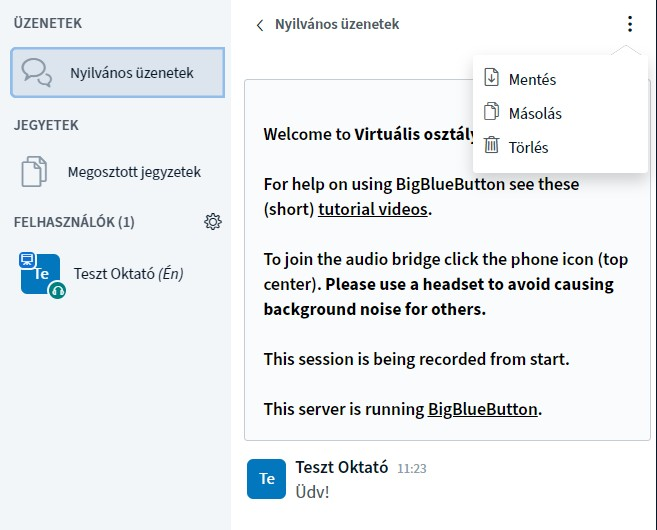 ÜZENETEK
Nyilvános üzenetek
JEGYETEK
Megosztott jegyzetek
FELHASZNÁLÓK (1)
Te
Teszt Oktató (Én)
Nyilvános üzenetek
Mentés
Másolás
Törlés
Welcome to Virtuális osztály
For help on using BigBlueButton see these
(short) tutorial videos.
To join the audio bridge click the phone icon (top
center). Please use a headset to avoid causing
background noise for others.
This session is being recorded from start.
This server is running BigBlueButton.
Te
Teszt Oktató 11:23
Üdv!